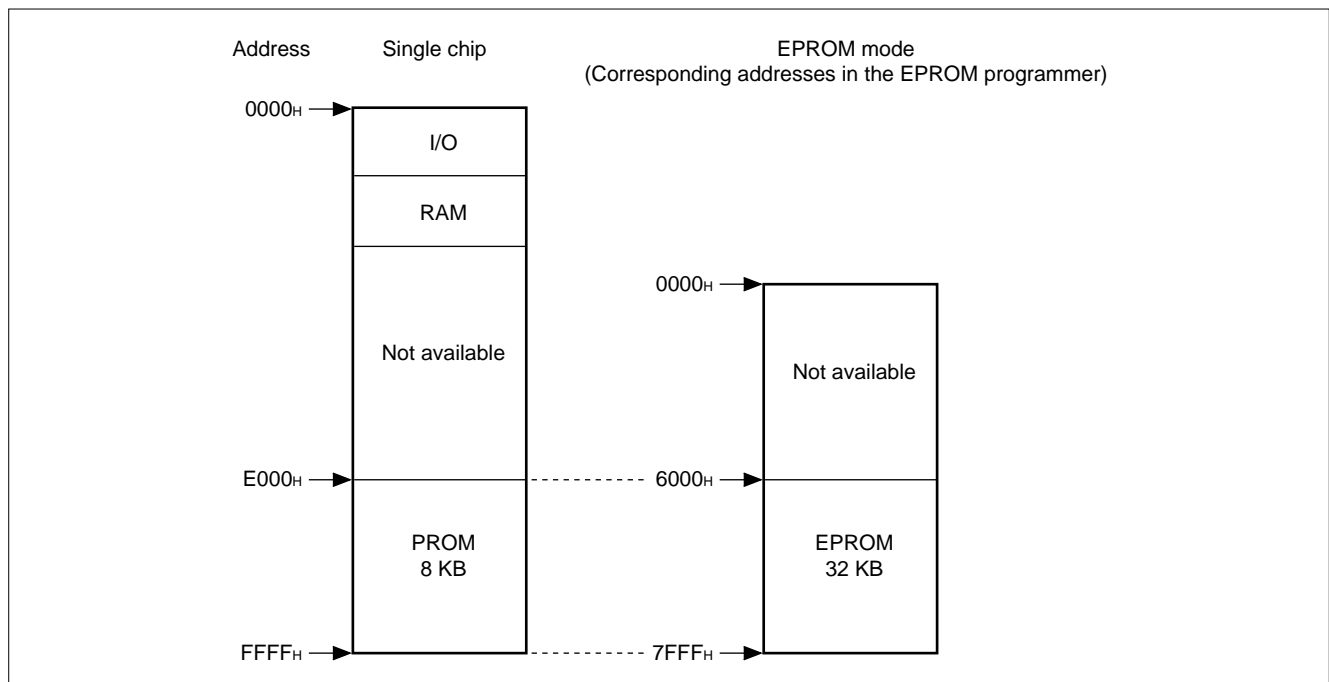 Address Single chip EPROM mode
(Corresponding addresses in the EPROM programmer)
0000H
I/O
RAM
0000H
Not available
Not available
E000H 6000H
PROM EPROM
8 KB 32 KB
FFFFH 7FFFH